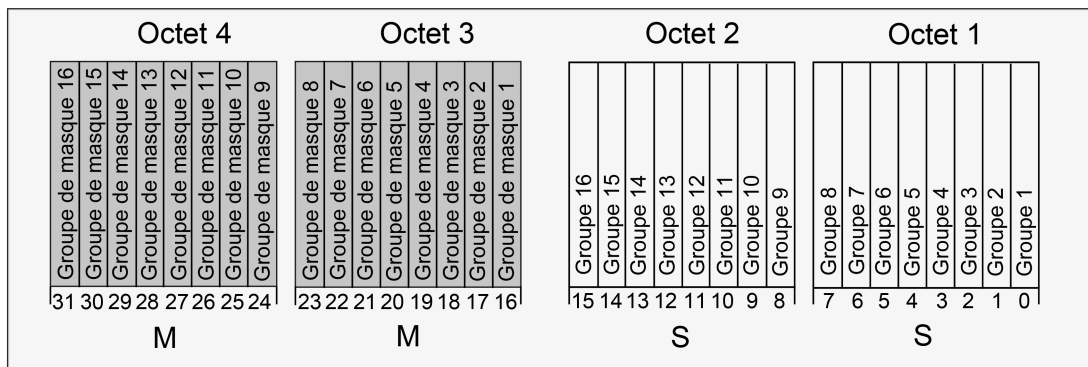 Octet 4
Octet 3
Octet 2
Octet 1
Groupe de masque 16
Groupe de masque 15
Groupe de masque 14
Groupe de masque 13
Groupe de masque 12
Groupe de masque 11
Groupe de masque 10
Groupe de masque 9
Groupe de masque 8
Groupe de masque 7
Groupe de masque 6
Groupe de masque 5
Groupe de masque 4
Groupe de masque 3
Groupe de masque 2
Groupe de masque 1
Groupe 16
Groupe 15
Groupe 14
Groupe 13
Groupe 12
Groupe 11
Groupe 10
Groupe 9
Groupe 8
Groupe 7
Groupe 6
Groupe 5
Groupe 4
Groupe 3
Groupe 2
Groupe 1
31 30 29 28 27 26 25 24
23 22 21 20 19 18 17 16
15 14 13 12 11 10 9 8
7 6 5 4 3 2 1 0
M
M
S
S